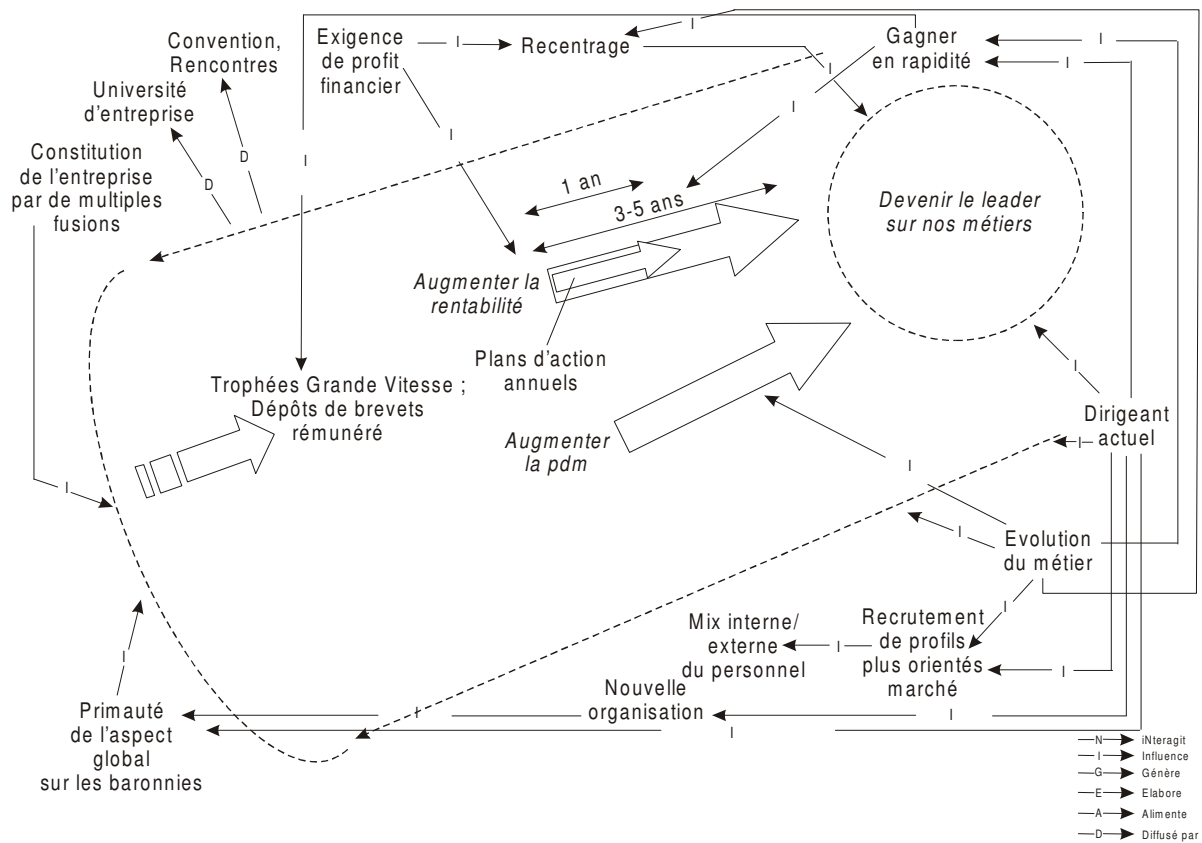 Convention,
Rencontres
Université
d'entreprise
Constitution
de l'entreprise
par de multiples
fusions
Exigence
de profit
financier
I
Recentrage
I
Gagner
en rapidité
I
I
I
I
I
D
D
I
1 an
3-5 ans
Devenir le leader
sur nos métiers
Augmenter la
rentabilité
Plans d'action
annuels
Trophées Grande Vitesse ;
Dépôts de brevets
rémunéré
Augmenter
la pdm
I
Dirigeant
actuel
I
I
I
I
Evolution
du métier
I
I
Recrutement
de profils
plus orientés
marché
I
I
Mix interne/
externe
du personnel
Nouvelle
organisation
I
I
I
I
Primauté
de l'aspect
global
sur les baronnies
N iNteragit
I Influence
G Génère
E Elabore
A Alimente
D Diffusé par